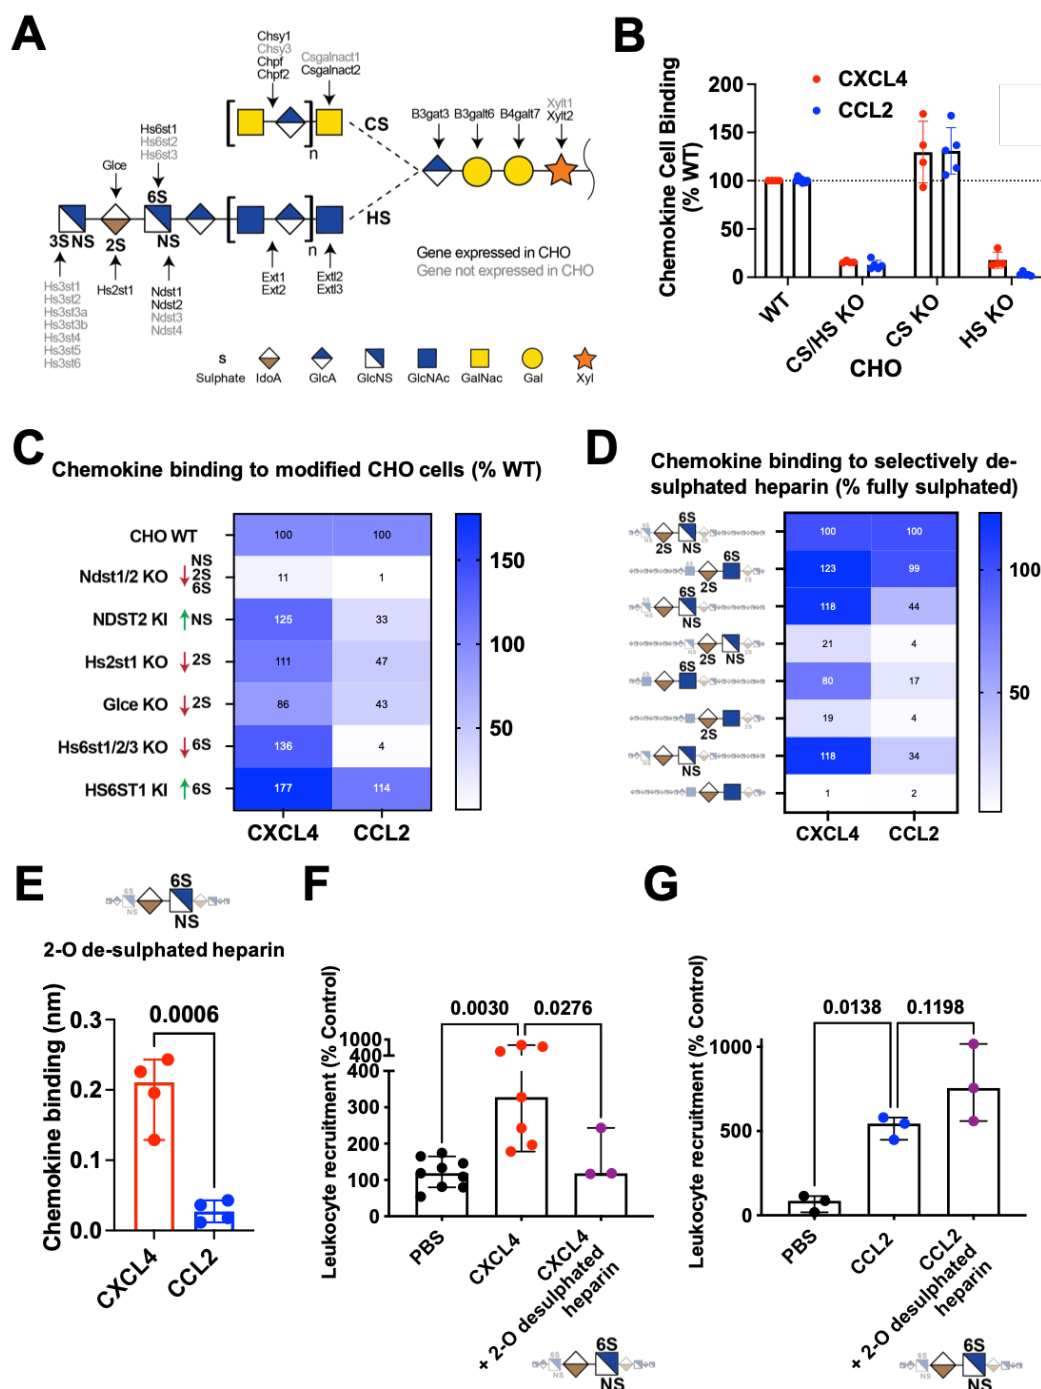 A
Chsy1
Chsy3
Chpf
Chpf2
Csgalnact1
Csgalnact2
CS
n
B3gat3
B3galt6
B4galt7
Xylt1
Xylt2
Hs6st1
Hs6st2
Hs6st3
Glce
6S
3S NS
2S
NS
HS
n
Hs3st1
Hs3st2
Hs3st3a
Hs3st3b
Hs3st4
Hs3st5
Hs3st6
Hs2st1
Ndst1
Ndst2
Ndst3
Ndst4
Ext1
Ext2
Extl2
Extl3
Gene expressed in CHO
Gene not expressed in CHO
S
Sulphate IdoA GlcA GlcNS GlcNAc GalNac Gal Xyl
B
CXCL4
CCL2
Chemokine Cell Binding
(% WT)
200
150
100
50
0
WT
CS/HS KO
CS KO
HS KO
CHO
C
Chemokine binding to modified CHO cells (% WT)
CHO WT 100 100
Ndst1/2 KO NS 2S 6S 11 1
NDST2 KI NS 125 33
Hs2st1 KO 2S 111 47
Glce KO 2S 86 43
Hs6st1/2/3 KO 6S 136 4
HS6ST1 KI 6S 177 114
CXCL4 CCL2
150
100
50
D
Chemokine binding to selectively de-
sulphated heparin (% fully sulphated)
6S 2S NS 100 100
6S 2S 123 99
6S NS 118 44
2S NS 21 4
6S 80 17
2S 19 4
NS 118 34
1 2
CXCL4 CCL2
100
50
E
6S
NS
2-O de-sulphated heparin
Chemokine binding (nm)
0.0006
0.3
0.2
0.1
0.0
CXCL4
CCL2
F
Leukocyte recruitment (% Control)
0.0030 0.0276
1000
400
400
300
200
100
0
PBS
CXCL4
CXCL4
+ 2-O desulphated
heparin
6S
NS
G
Leukocyte recruitment (% Control)
0.0138 0.1198
1000
500
0
PBS
CCL2
CCL2
+ 2-O desulphated
heparin
6S
NS